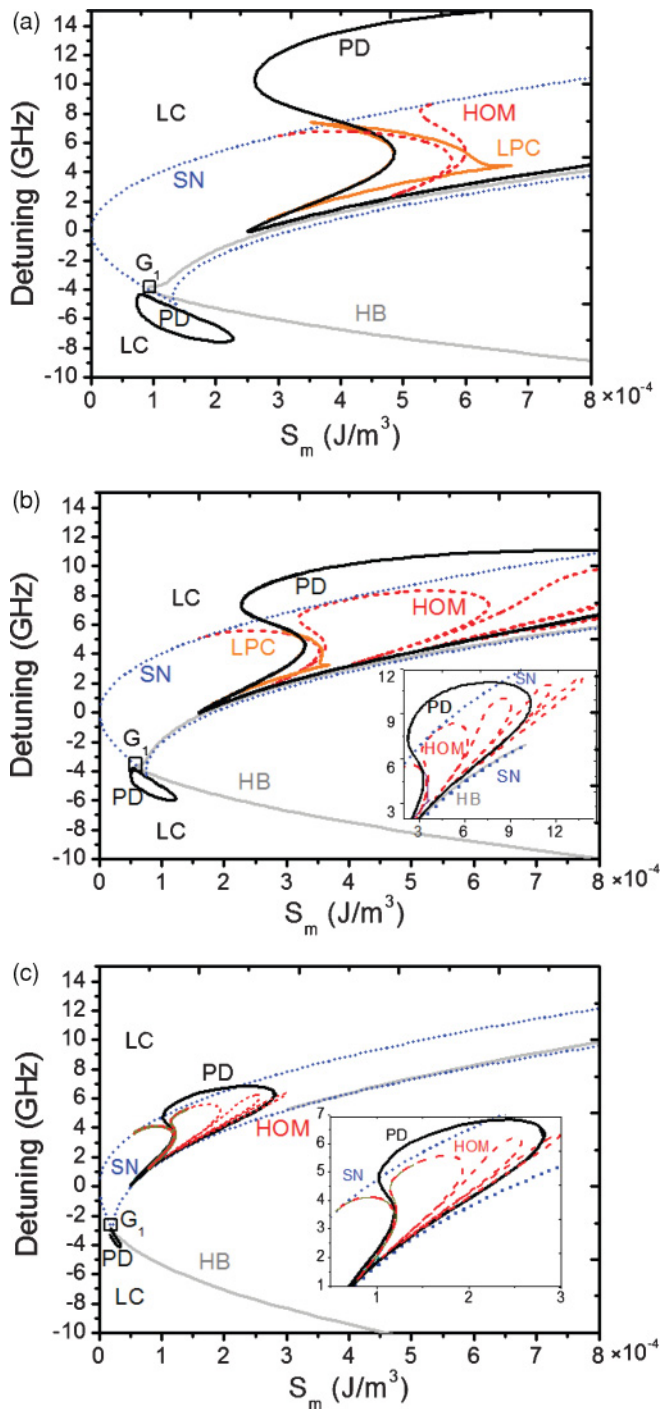 (a)
14
12
10
8
6
4
2
0
-2
-4
-6
-8
-10
Detuning (GHz)
PD
LC
HOM
LPC
SN
G1
PD
LC
HB
0 1 2 3 4 5 6 7 8 ×10-4
Sm (J/m3)
(b)
14
12
10
8
6
4
2
0
-2
-4
-6
-8
-10
Detuning (GHz)
LC
PD
HOM
LPC
SN
G1
PD
LC
HB
12
9
6
3
PD
SN
HOM
HB
SN
3 6 9 12
0 1 2 3 4 5 6 7 8 ×10-4
Sm (J/m3)
(c)
14
12
10
8
6
4
2
0
-2
-4
-6
-8
-10
Detuning (GHz)
LC
PD
HOM
SN
G1
PD
LC
HB
7
6
5
4
3
2
1
PD
HOM
SN
1 2 3
0 1 2 3 4 5 6 7 8 ×10-4
Sm (J/m3)